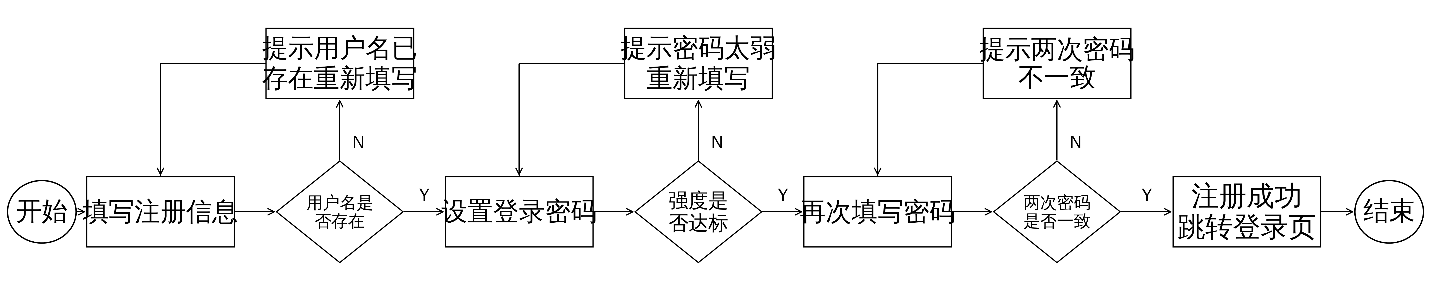 提示用户名已
存在重新填写
提示密码太弱
重新填写
提示两次密码
不一致
N
N
N
开始
填写注册信息
用户名是
否存在
Y
设置登录密码
强度是
否达标
Y
再次填写密码
两次密码
是否一致
Y
注册成功
跳转登录页
结束